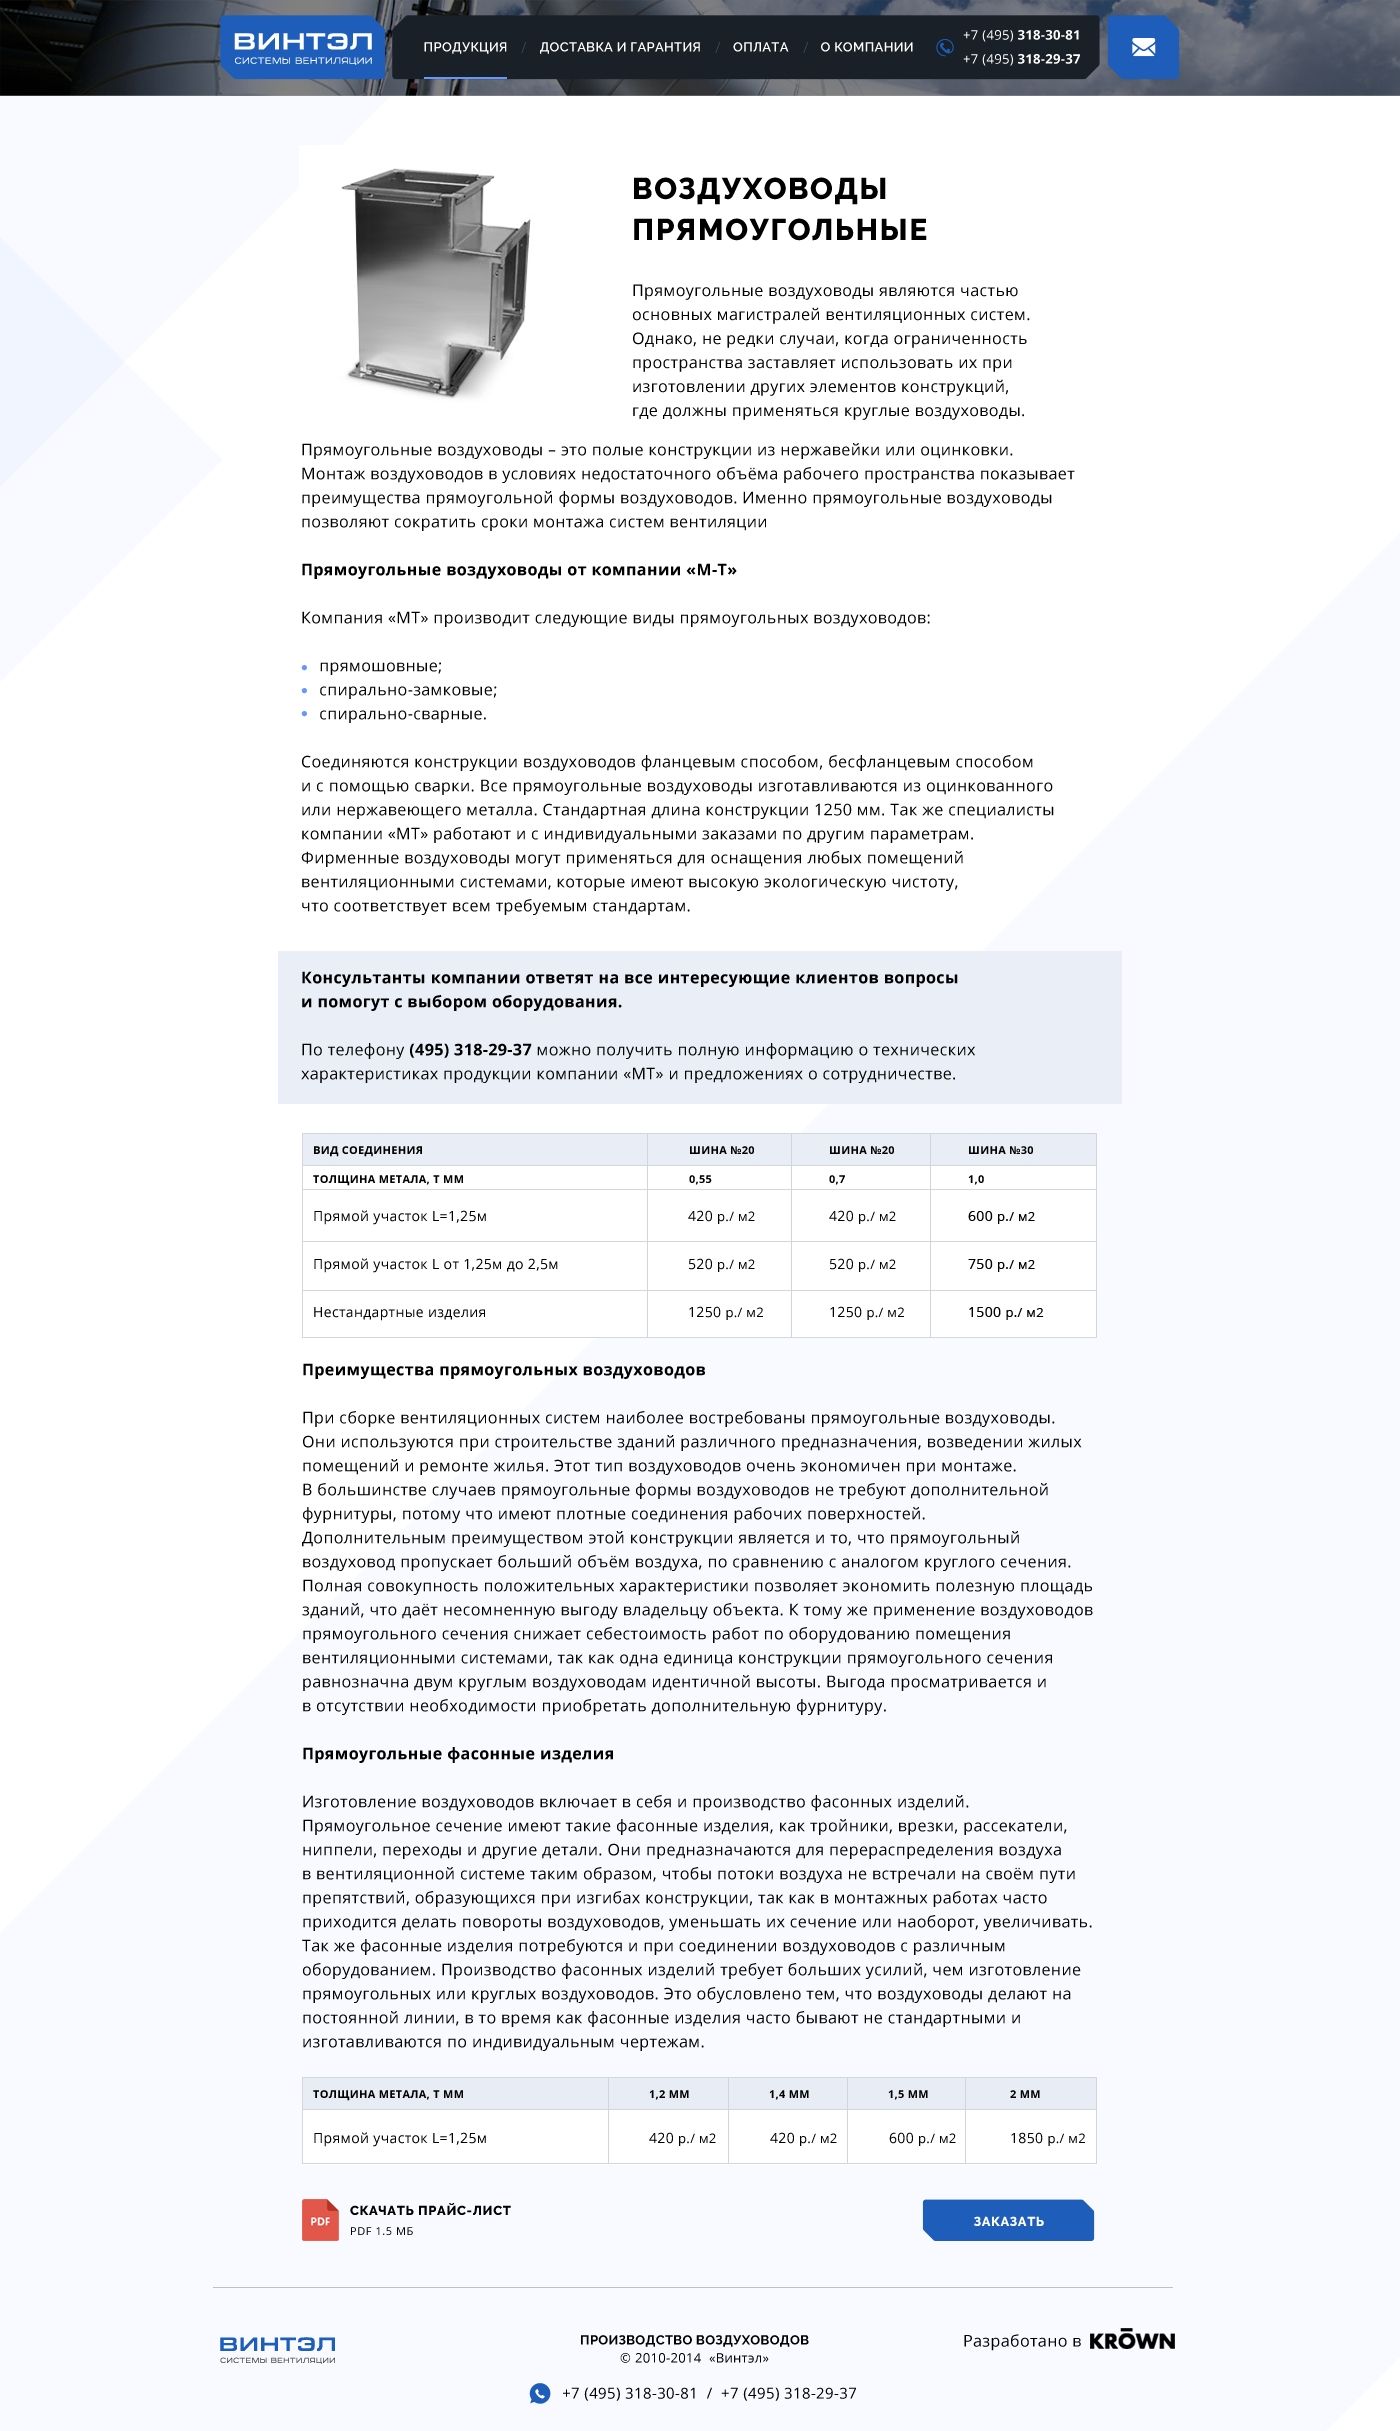 ВИНТЭЛ
СИСТЕМЫ ВЕНТИЛЯЦИИ
ПРОДУКЦИЯ / ДОСТАВКА И ГАРАНТИЯ / ОПЛАТА / О КОМПАНИИ
+7 (495) 318-30-81
+7 (495) 318-29-37
ВОЗДУХОВОДЫ
ПРЯМОУГОЛЬНЫЕ
Прямоугольные воздуховоды являются частью
основных магистралей вентиляционных систем.
Однако, не редки случаи, когда ограниченность
пространства заставляет использовать их при
изготовлении других элементов конструкций,
где должны применяться круглые воздуховоды.
Прямоугольные воздуховоды – это полые конструкции из нержавейки или оцинковки.
Монтаж воздуховодов в условиях недостаточного объёма рабочего пространства показывает
преимущества прямоугольной формы воздуховодов. Именно прямоугольные воздуховоды
позволяют сократить сроки монтажа систем вентиляции
Прямоугольные воздуховоды от компании «М-Т»
Компания «МТ» производит следующие виды прямоугольных воздуховодов:
прямошовные;
спирально-замковые;
спирально-сварные.
Соединяются конструкции воздуховодов фланцевым способом, бесфланцевым способом
и с помощью сварки. Все прямоугольные воздуховоды изготавливаются из оцинкованного
или нержавеющего металла. Стандартная длина конструкции 1250 мм. Так же специалисты
компании «МТ» работают и с индивидуальными заказами по другим параметрам.
Фирменные воздуховоды могут применяться для оснащения любых помещений
вентиляционными системами, которые имеют высокую экологическую чистоту,
что соответствует всем требуемым стандартам.
Консультанты компании ответят на все интересующие клиентов вопросы
и помогут с выбором оборудования.
По телефону (495) 318-29-37 можно получить полную информацию о технических
характеристиках продукции компании «МТ» и предложениях о сотрудничестве.
ВИД СОЕДИНЕНИЯ ШИНА №20 ШИНА №20 ШИНА №30
ТОЛЩИНА МЕТАЛА, Т ММ 0,55 0,7 1,0
Прямой участок L=1,25м 420 р./ м2 420 р./ м2 600 р./ м2
Прямой участок L от 1,25м до 2,5м 520 р./ м2 520 р./ м2 750 р./ м2
Нестандартные изделия 1250 р./ м2 1250 р./ м2 1500 р./ м2
Преимущества прямоугольных воздуховодов
При сборке вентиляционных систем наиболее востребованы прямоугольные воздуховоды.
Они используются при строительстве зданий различного предназначения, возведении жилых
помещений и ремонте жилья. Этот тип воздуховодов очень экономичен при монтаже.
В большинстве случаев прямоугольные формы воздуховодов не требуют дополнительной
фурнитуры, потому что имеют плотные соединения рабочих поверхностей.
Дополнительным преимуществом этой конструкции является и то, что прямоугольный
воздуховод пропускает больший объём воздуха, по сравнению с аналогом круглого сечения.
Полная совокупность положительных характеристики позволяет экономить полезную площадь
зданий, что даёт несомненную выгоду владельцу объекта. К тому же применение воздуховодов
прямоугольного сечения снижает себестоимость работ по оборудованию помещения
вентиляционными системами, так как одна единица конструкции прямоугольного сечения
равнозначна двум круглым воздуховодам идентичной высоты. Выгода просматривается и
в отсутствии необходимости приобретать дополнительную фурнитуру.
Прямоугольные фасонные изделия
Изготовление воздуховодов включает в себя и производство фасонных изделий.
Прямоугольное сечение имеют такие фасонные изделия, как тройники, врезки, рассекатели,
ниппели, переходы и другие детали. Они предназначаются для перераспределения воздуха
в вентиляционной системе таким образом, чтобы потоки воздуха не встречали на своём пути
препятствий, образующихся при изгибах конструкции, так как в монтажных работах часто
приходится делать повороты воздуховодов, уменьшать их сечение или наоборот, увеличивать.
Так же фасонные изделия потребуются и при соединении воздуховодов с различным
оборудованием. Производство фасонных изделий требует больших усилий, чем изготовление
прямоугольных или круглых воздуховодов. Это обусловлено тем, что воздуховоды делают на
постоянной линии, в то время как фасонные изделия часто бывают не стандартными и
изготавливаются по индивидуальным чертежам.
ТОЛЩИНА МЕТАЛА, Т ММ 1,2 ММ 1,4 ММ 1,5 ММ 2 ММ
Прямой участок L=1,25м 420 р./ м2 420 р./ м2 600 р./ м2 1850 р./ м2
PDF
СКАЧАТЬ ПРАЙС-ЛИСТ
PDF 1.5 МБ
ЗАКАЗАТЬ
ВИНТЭЛ
СИСТЕМЫ ВЕНТИЛЯЦИИ
ПРОИЗВОДСТВО ВОЗДУХОВОДОВ
© 2010-2014 «Винтэл»
+7 (495) 318-30-81 / +7 (495) 318-29-37
Разработано в KRŌWN